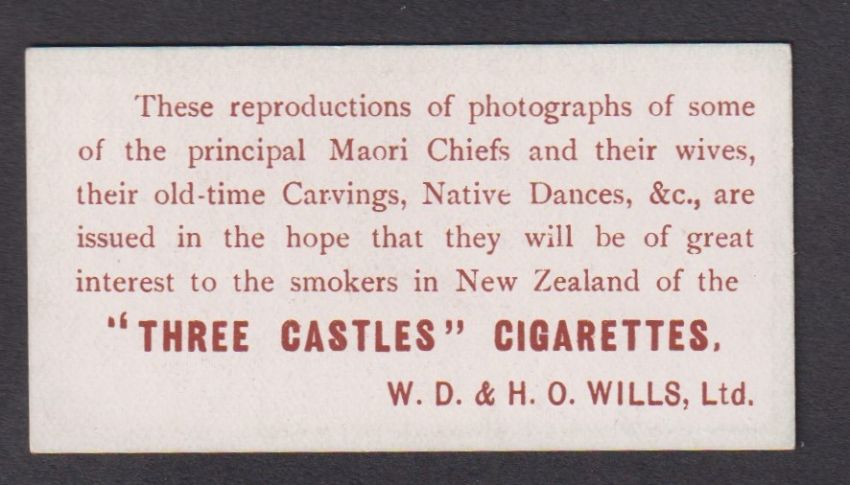 These reproductions of photographs of some
of the principal Maori Chiefs and their wives,
their old-time Carvings, Native Dances, &c., are
issued in the hope that they will be of great
interest to the smokers in New Zealand of the
"THREE CASTLES" CIGARETTES.
W. D. & H. O. WILLS, Ltd.